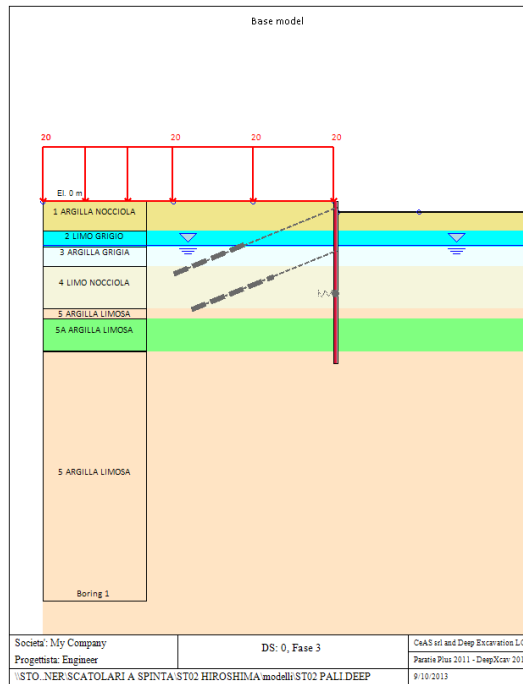 Base model
20 20 20 20
El. 0 m
1 ARGILLA NOCCIOLA
2 LIMO GRIGIO
3 ARGILLA GRIGIA
4 LIMO NOCCIOLA
5 ARGILLA LIMOSA
5A ARGILLA LIMOSA
5 ARGILLA LIMOSA
Boring 1
Societa': My Company
Progettista: Engineer
DS: 0, Fase 3
CeAS srl and Deep Excavation LC
Paratie Plus 2011 - DeepXcav 201
\\STO..NER\SCATOLARI A SPINTA\ST02 HIROSHIMA\modelli\ST02 PALI.DEEP
9/10/2013